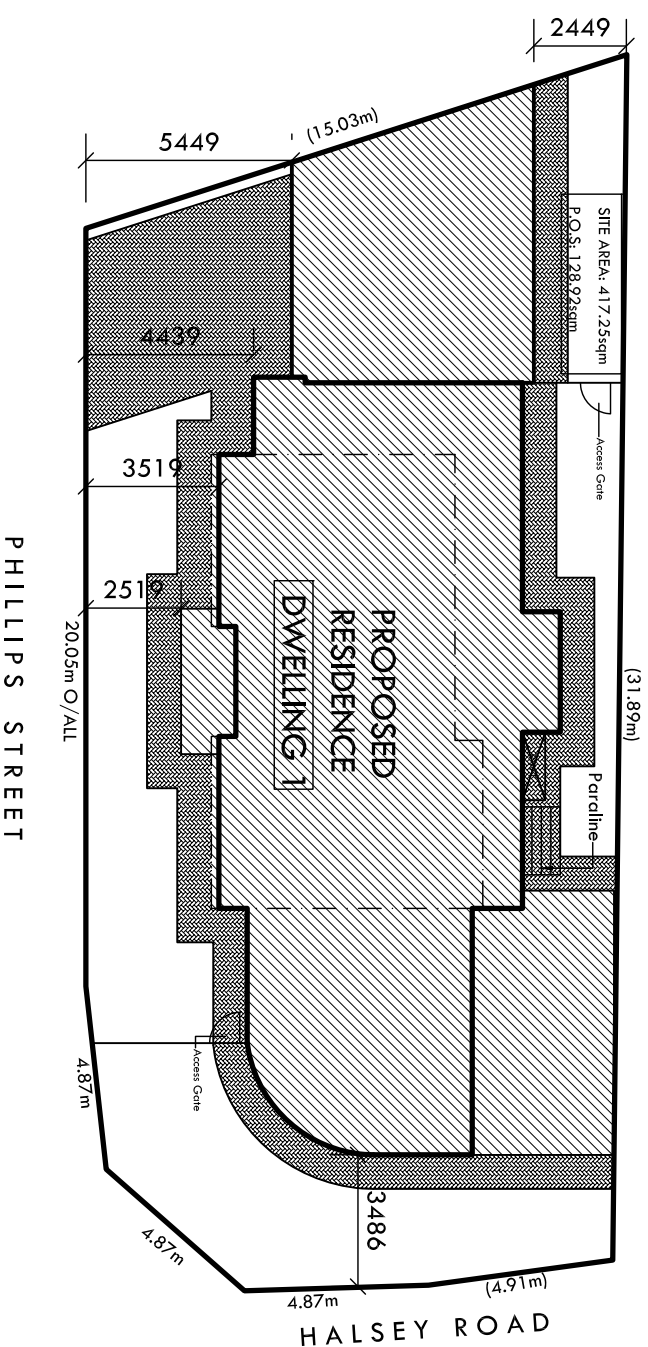 2449
(15.03m)
5449
SITE AREA: 417.25sqm
P.O.S: 128.92sqm
4439
Access Gate
3519
2519
PROPOSED
RESIDENCE
DWELLING 1
PHILLIPS STREET
20.05m O/ALL
(31.89m)
Paraline
Access Gate
4.87m
3486
4.87m
4.87m
(4.91m)
HALSEY ROAD